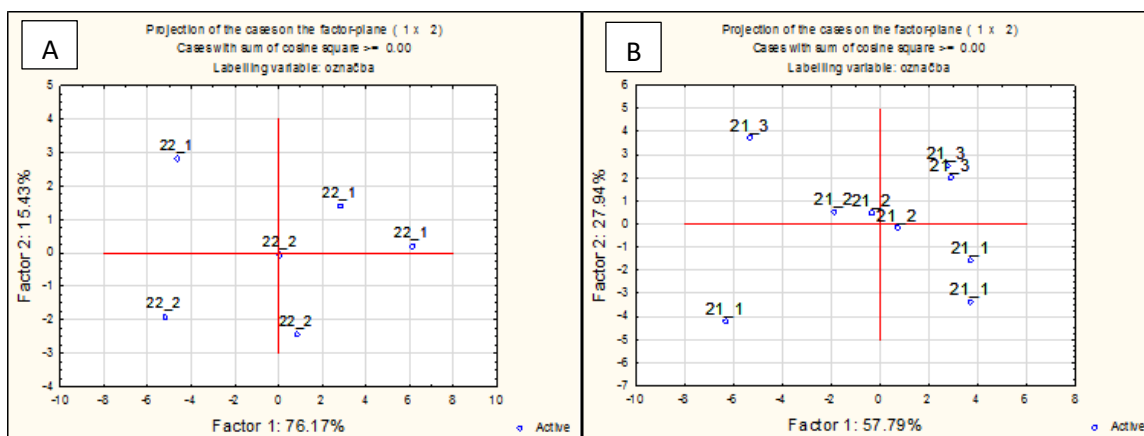 A
Projection of the cases on the factor-plane ( 1 x 2)
Cases with sum of cosine square >= 0.00
Labelling variable: označba
5
4
3
2
1
0
-1
-2
-3
-4
22_1
22_1
22_1
22_2
22_2
22_2
-10 -8 -6 -4 -2 0 2 4 6 8 10
Factor 2: 15.43%
Factor 1: 76.17%
Active
B
Projection of the cases on the factor-plane ( 1 x 2)
Cases with sum of cosine square >= 0.00
Labelling variable: označba
6
5
4
3
2
1
0
-1
-2
-3
-4
-5
-6
-7
21_3
21_3
21_3
21_2 21_2
21_2
21_1
21_1
21_1
-10 -8 -6 -4 -2 0 2 4 6 8
Factor 2: 27.94%
Factor 1: 57.79%
Active